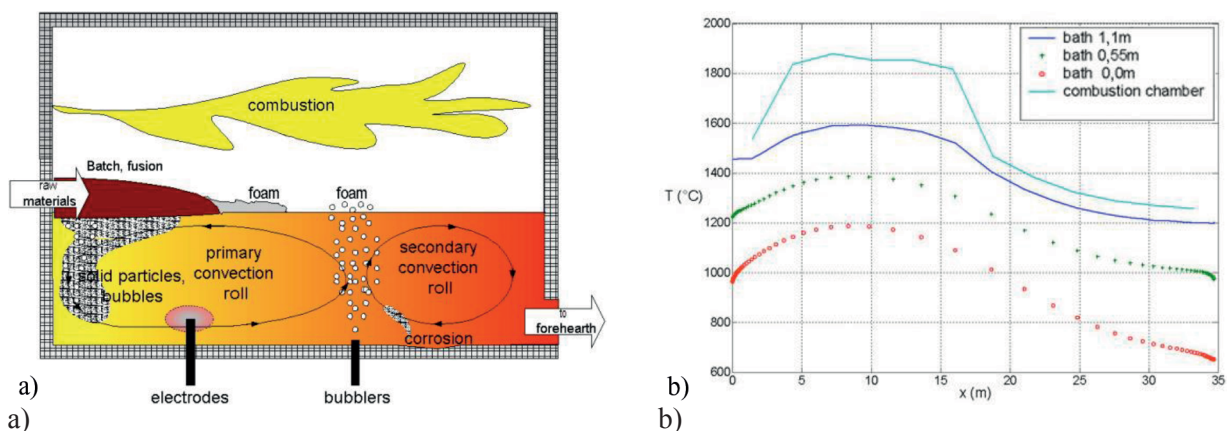 combustion
Batch, fusion
raw
materials
foam
foam
solid particles,
bubbles
primary
convection
roll
secondary
convection
roll
corrosion
to
forehearth
electrodes
bubblers
a)
a)
2000
1800
1600
1400
1200
1000
800
600
T (°C)
0
5
10
15
20
25
30
35
x (m)
bath 1,1m
bath 0,55m
bath 0,0m
combustion chamber
b)
b)